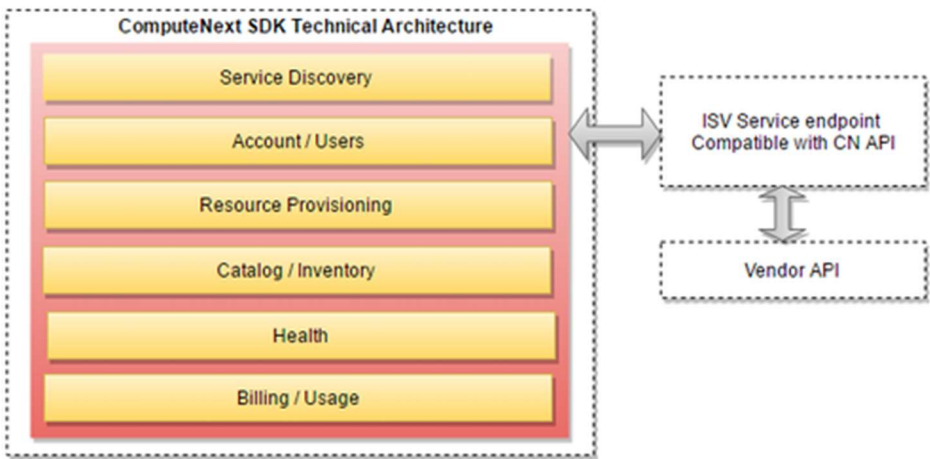 ComputeNext SDK Technical Architecture
Service Discovery
Account / Users
Resource Provisioning
Catalog / Inventory
Health
Billing / Usage
ISV Service endpoint
Compatible with CN API
Vendor API